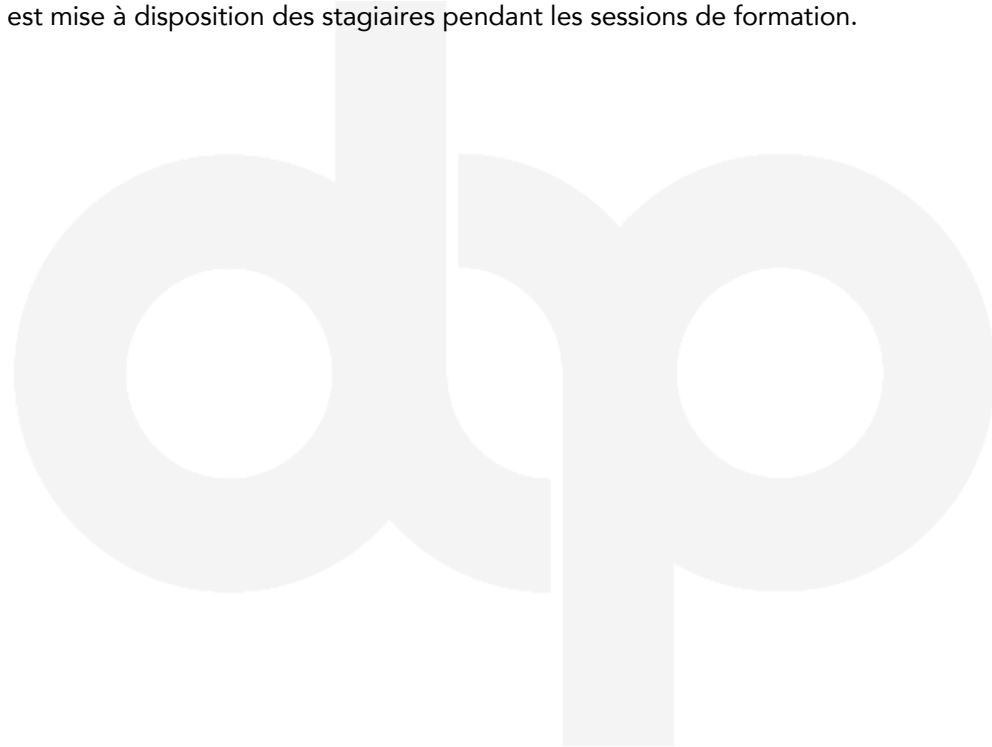 est mise à disposition des stagiaires pendant les sessions de formation.